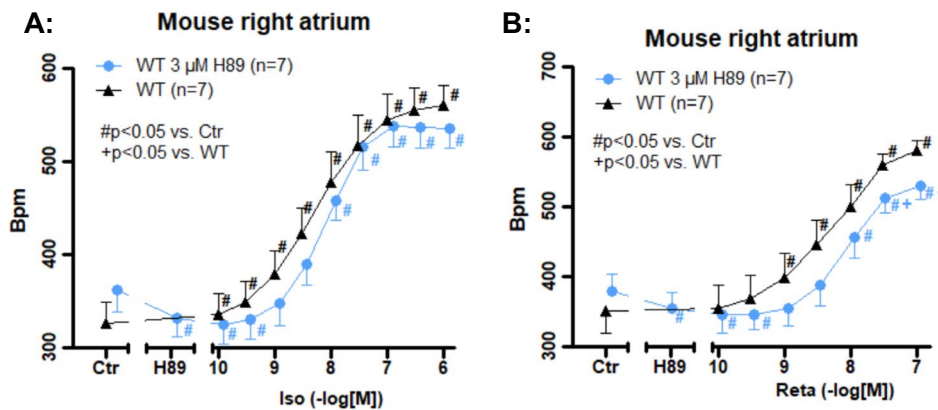 A:
Mouse right atrium
WT 3 µM H89 (n=7)
WT (n=7)
#p<0.05 vs. Ctr
+p<0.05 vs. WT
Bpm
600
500
400
300
# # # # # # # # #
# # # # # # # #
Ctr H89 10 9 8 7 6
Iso (-log[M])
B:
Mouse right atrium
WT 3 µM H89 (n=7)
WT (n=7)
#p<0.05 vs. Ctr
+p<0.05 vs. WT
Bpm
700
600
500
400
300
# # # # #
# # # # # + #
Ctr H89 10 9 8 7
Reta (-log[M])